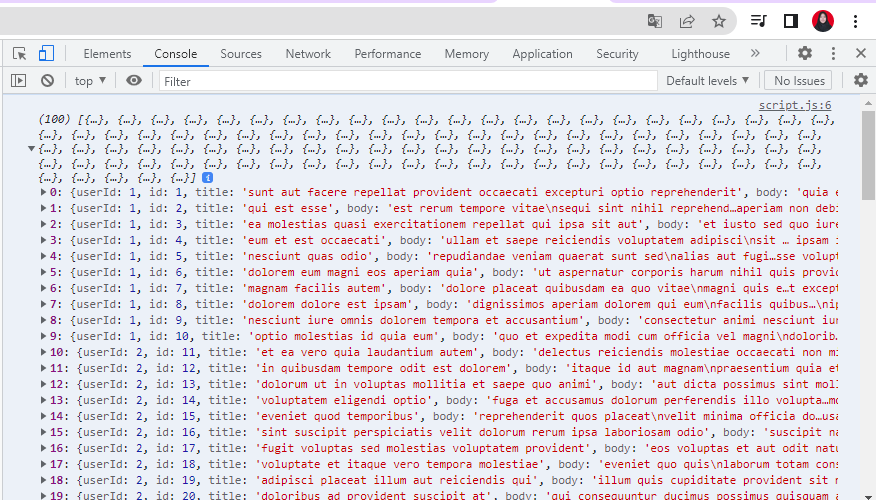 Elements Console Sources Network Performance Memory Application Security Lighthouse »
top ▼ Filter Default levels ▼ No Issues
script.js:6
(100) [{…}, {…}, {…}, {…}, {…}, {…}, {…}, {…}, {…}, {…}, {…}, {…}, {…}, {…}, {…}, {…}, {…}, {…}, {…}, {…}, {…}, {…}, {…},
{…}, {…}, {…}, {…}, {…}, {…}, {…}, {…}, {…}, {…}, {…}, {…}, {…}, {…}, {…}, {…}, {…}, {…}, {…}, {…}, {…}, {…}, {…}, {…},
{…}, {…}, {…}, {…}, {…}, {…}, {…}, {…}, {…}, {…}, {…}, {…}, {…}, {…}, {…}, {…}, {…}, {…}, {…}, {…}, {…}, {…}, {…}, {…},
{…}, {…}, {…}, {…}, {…}, {…}, {…}, {…}, {…}, {…}, {…}, {…}, {…}, {…}, {…}, {…}, {…}, {…}, {…}, {…}, {…}, {…}, {…}, {…},
{…}, {…}, {…}, {…}, {…}] i
0: {userId: 1, id: 1, title: 'sunt aut facere repellat provident occaecati excepturi optio reprehenderit', body: 'quia e
1: {userId: 1, id: 2, title: 'qui est esse', body: 'est rerum tempore vitae\nsequi sint nihil reprehend…aperiam non debi
2: {userId: 1, id: 3, title: 'ea molestias quasi exercitationem repellat qui ipsa sit aut', body: 'et iusto sed quo iure
3: {userId: 1, id: 4, title: 'eum et est occaecati', body: 'ullam et saepe reiciendis voluptatem adipisci\nsit … ipsam i
4: {userId: 1, id: 5, title: 'nesciunt quas odio', body: 'repudiandae veniam quaerat sunt sed\nalias aut fugi…sse volupt
5: {userId: 1, id: 6, title: 'dolorem eum magni eos aperiam quia', body: 'ut aspernatur corporis harum nihil quis provid
6: {userId: 1, id: 7, title: 'magnam facilis autem', body: 'dolore placeat quibusdam ea quo vitae\nmagni quis e…t except
7: {userId: 1, id: 8, title: 'dolorem dolore est ipsam', body: 'dignissimos aperiam dolorem qui eum\nfacilis quibus…\nip
8: {userId: 1, id: 9, title: 'nesciunt iure omnis dolorem tempora et accusantium', body: 'consectetur animi nesciunt iur
9: {userId: 1, id: 10, title: 'optio molestias id quia eum', body: 'quo et expedita modi cum officia vel magni\ndolorib…
10: {userId: 2, id: 11, title: 'et ea vero quia laudantium autem', body: 'delectus reiciendis molestiae occaecati non mi
11: {userId: 2, id: 12, title: 'in quibusdam tempore odit est dolorem', body: 'itaque id aut magnam\npraesentium quia et
12: {userId: 2, id: 13, title: 'dolorum ut in voluptas mollitia et saepe quo animi', body: 'aut dicta possimus sint moll
13: {userId: 2, id: 14, title: 'voluptatem eligendi optio', body: 'fuga et accusamus dolorum perferendis illo volupta…mo
14: {userId: 2, id: 15, title: 'eveniet quod temporibus', body: 'reprehenderit quos placeat\nvelit minima officia do…usa
15: {userId: 2, id: 16, title: 'sint suscipit perspiciatis velit dolorum rerum ipsa laboriosam odio', body: 'suscipit na
16: {userId: 2, id: 17, title: 'fugit voluptas sed molestias voluptatem provident', body: 'eos voluptas et aut odit natu
17: {userId: 2, id: 18, title: 'voluptate et itaque vero tempora molestiae', body: 'eveniet quo quis\nlaborum totam cons
18: {userId: 2, id: 19, title: 'adipisci placeat illum aut reiciendis qui', body: 'illum quis cupiditate provident sit m
19: {userId: 2, id: 20, title: 'doloribus ad provident suscipit at', body: 'qui consequuntur ducimus possimus quisquam a